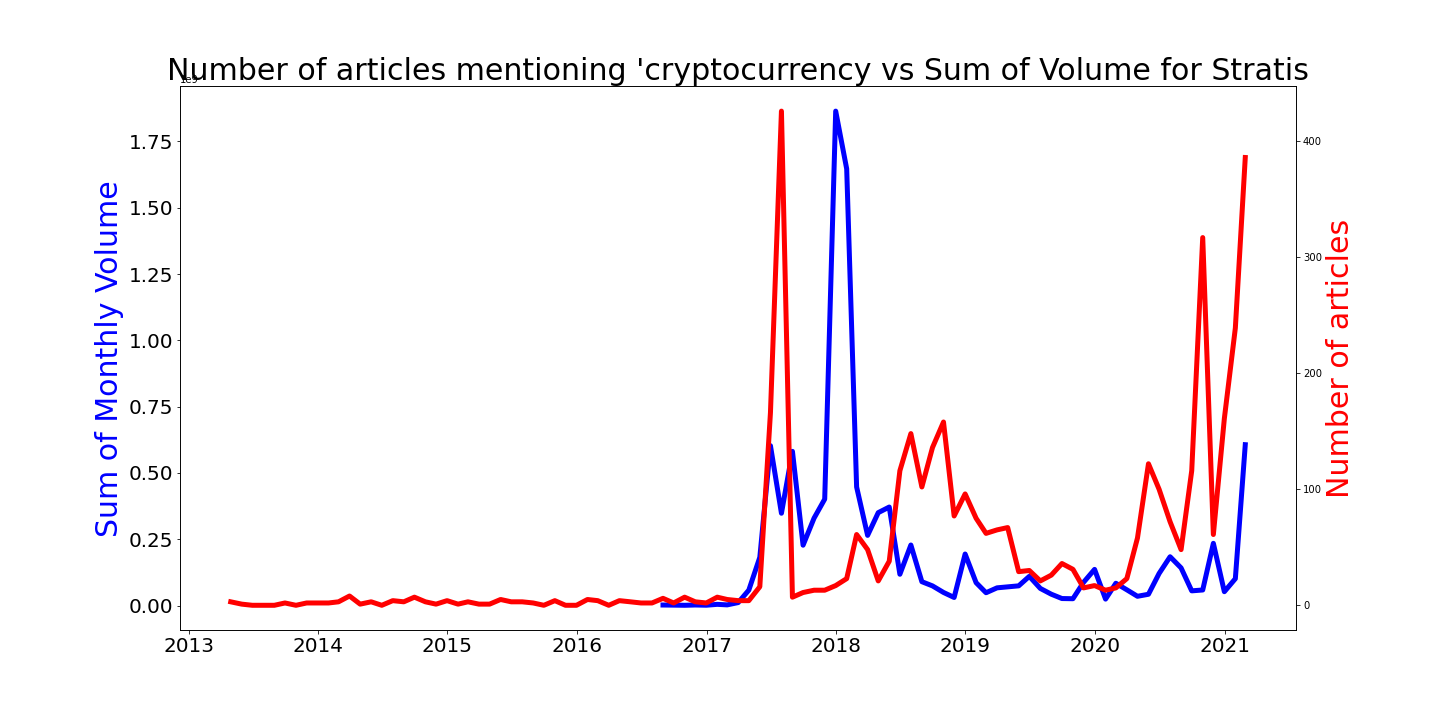 Number of articles mentioning 'cryptocurrency vs Sum of Volume for Stratis
1e9
Sum of Monthly Volume
1.75
1.50
1.25
1.00
0.75
0.50
0.25
0.00
400
300
200
100
0
Number of articles
2013 2014 2015 2016 2017 2018 2019 2020 2021